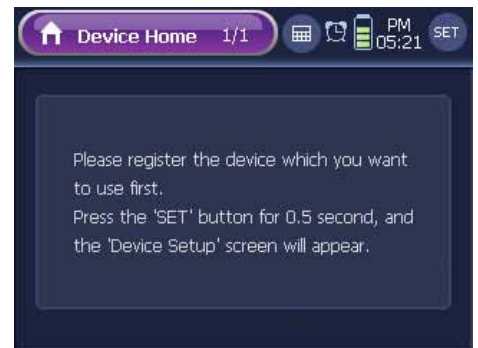 Device Home 1/1 PM 05:21 SET
Please register the device which you want
to use first.
Press the 'SET' button for 0.5 second, and
the 'Device Setup' screen will appear.